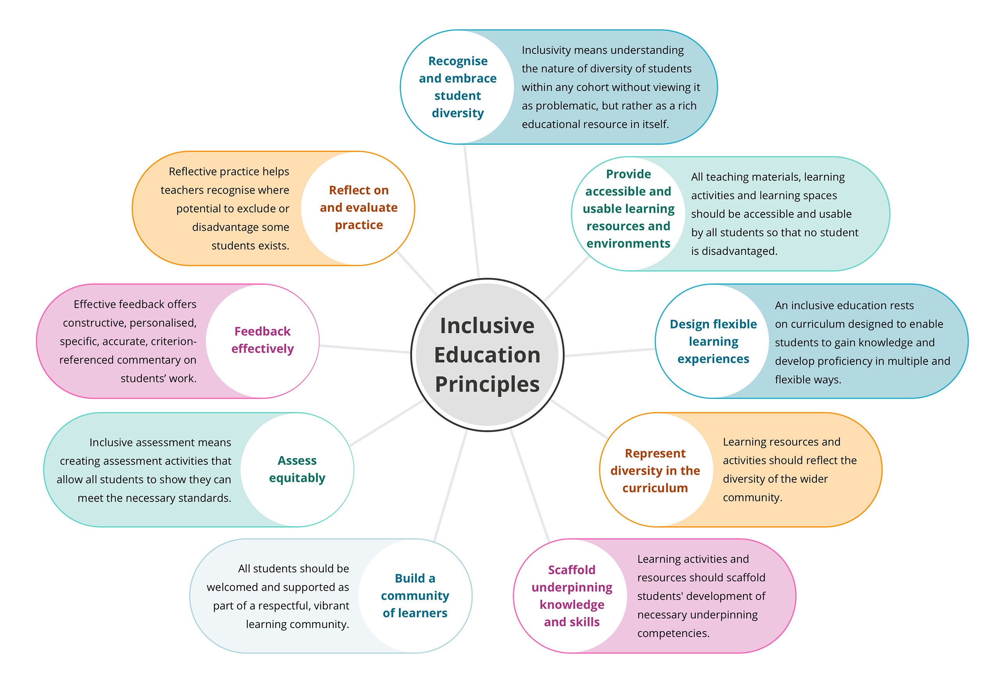 Inclusive
Education
Principles
Recognise
and embrace
student
diversity
Inclusivity means understanding
the nature of diversity of students
within any cohort without viewing it
as problematic, but rather as a rich
educational resource in itself.
Provide
accessible and
usable learning
resources and
environments
All teaching materials, learning
activities and learning spaces
should be accessible and usable
by all students so that no student
is disadvantaged.
Design flexible
learning
experiences
An inclusive education rests
on curriculum designed to enable
students to gain knowledge and
develop proficiency in multiple and
flexible ways.
Represent
diversity in the
curriculum
Learning resources and
activities should reflect the
diversity of the wider
community.
Scaffold
underpinning
knowledge
and skills
Learning activities and
resources should scaffold
students' development of
necessary underpinning
competencies.
Build a
community
of learners
All students should be
welcomed and supported as
part of a respectful, vibrant
learning community.
Assess
equitably
Inclusive assessment means
creating assessment activities that
allow all students to show they can
meet the necessary standards.
Feedback
effectively
Effective feedback offers
constructive, personalised,
specific, accurate, criterion-
referenced commentary on
students’ work.
Reflect on
and evaluate
practice
Reflective practice helps
teachers recognise where
potential to exclude or
disadvantage some
students exists.